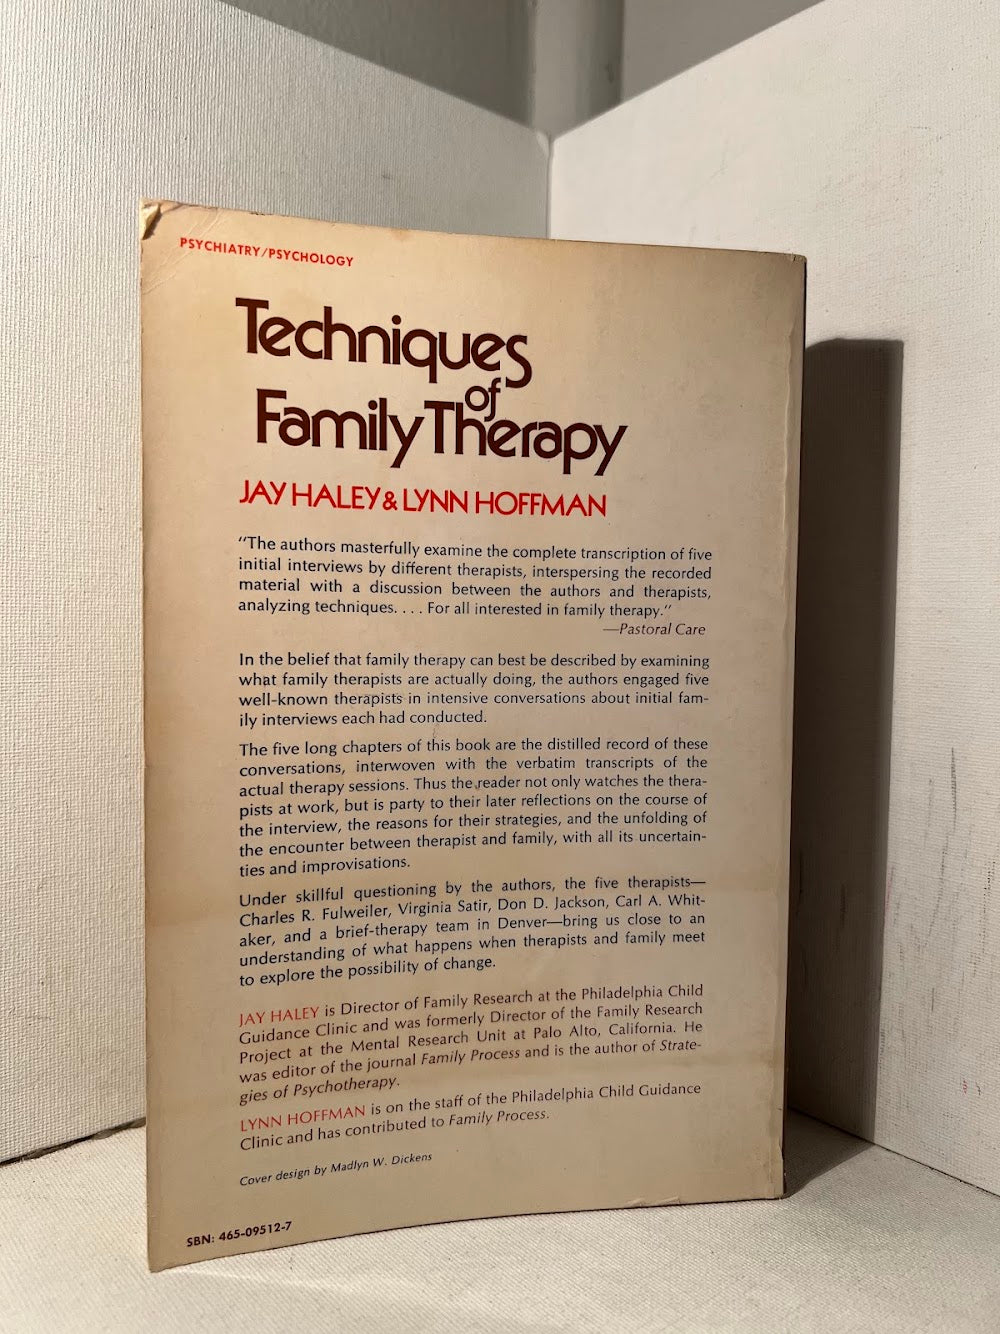 PSYCHIATRY/PSYCHOLOGY
Techniques
of
Family Therapy
JAY HALEY & LYNN HOFFMAN
"The authors masterfully examine the complete transcription of five
initial interviews by different therapists, interspersing the recorded
material with a discussion between the authors and therapists,
analyzing techniques. . . . For all interested in family therapy."
—Pastoral Care
In the belief that family therapy can best be described by examining
what family therapists are actually doing, the authors engaged five
well-known therapists in intensive conversations about initial fam-
ily interviews each had conducted.
The five long chapters of this book are the distilled record of these
conversations, interwoven with the verbatim transcripts of the
actual therapy sessions. Thus the reader not only watches the thera-
pists at work, but is party to their later reflections on the course of
the interview, the reasons for their strategies, and the unfolding of
the encounter between therapist and family, with all its uncertain-
ties and improvisations.
Under skillful questioning by the authors, the five therapists—
Charles R. Fulweiler, Virginia Satir, Don D. Jackson, Carl A. Whit-
aker, and a brief-therapy team in Denver—bring us close to an
understanding of what happens when therapists and family meet
to explore the possibility of change.
JAY HALEY is Director of Family Research at the Philadelphia Child
Guidance Clinic and was formerly Director of the Family Research
Project at the Mental Research Unit at Palo Alto, California. He
was editor of the journal Family Process and is the author of Strate-
gies of Psychotherapy.
LYNN HOFFMAN is on the staff of the Philadelphia Child Guidance
Clinic and has contributed to Family Process.
Cover design by Madlyn W. Dickens
SBN: 465-09512-7